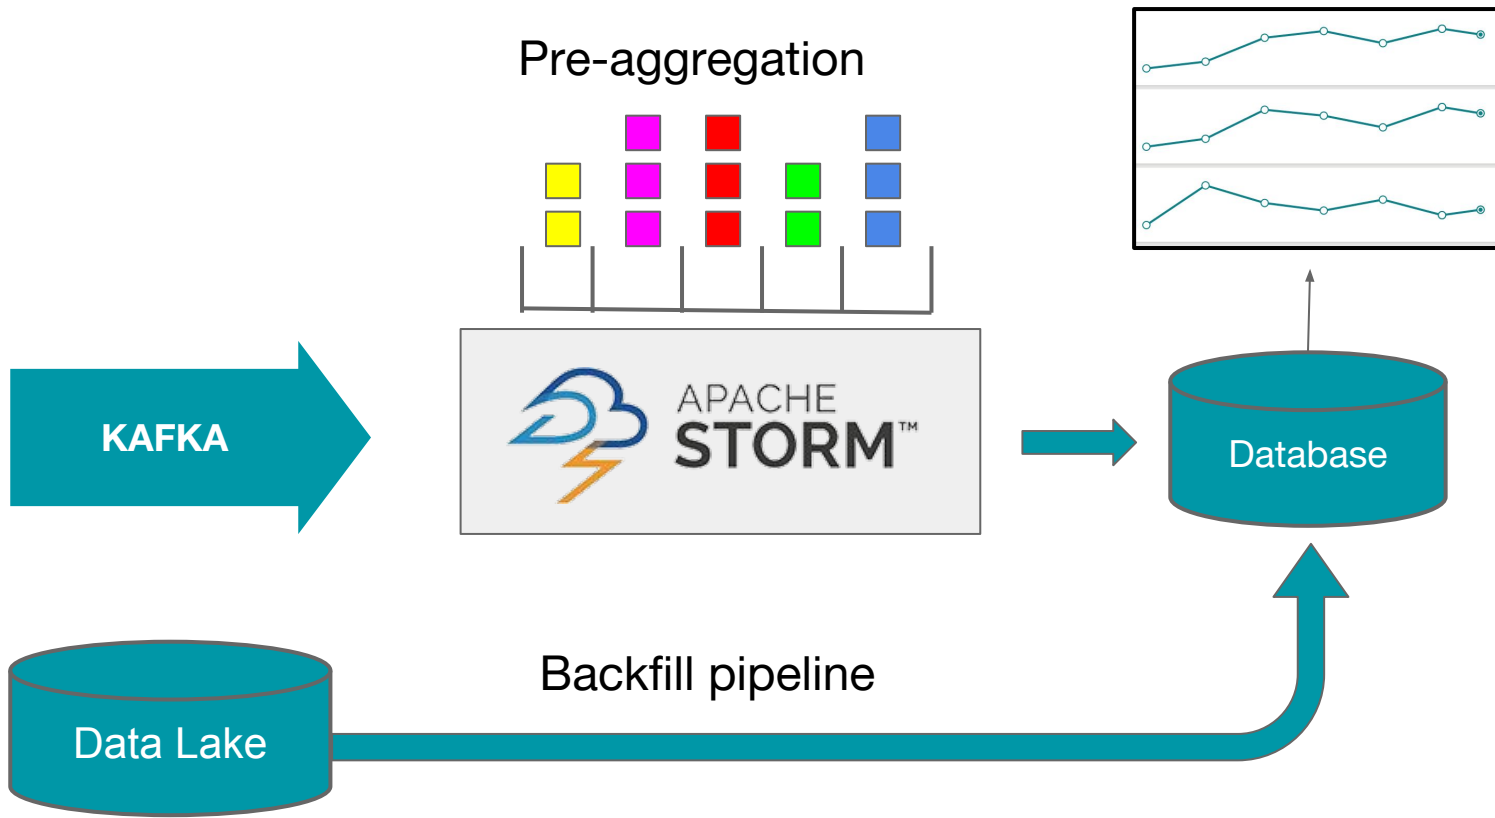 Pre-aggregation
KAFKA
APACHE
STORM™
Database
Backfill pipeline
Data Lake